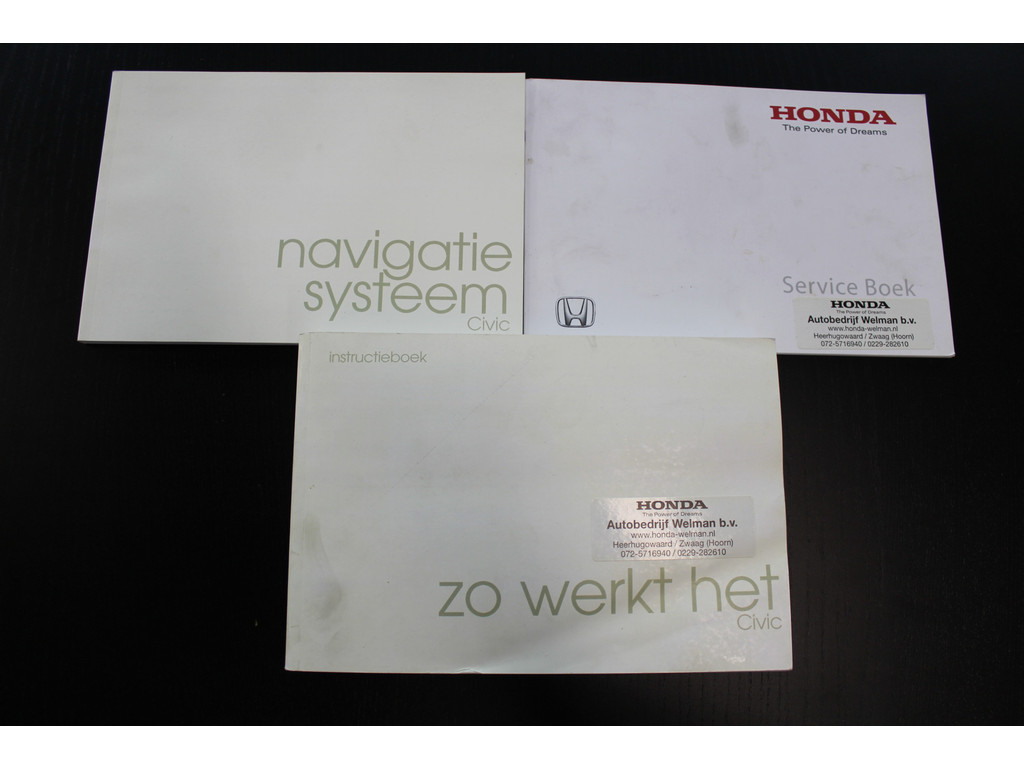 navigatie
systeem
Civic
HONDA
The Power of Dreams
Service Boek
HONDA
The Power of Dreams
Autobedrijf Welman b.v.
www.honda-welman.nl
Heerhugowaard / Zwaag (Hoorn)
072-5716940 / 0229-282610
instructieboek
HONDA
The Power of Dreams
Autobedrijf Welman b.v.
www.honda-welman.nl
Heerhugowaard / Zwaag (Hoorn)
072-5716940 / 0229-282610
zo werkt het
Civic